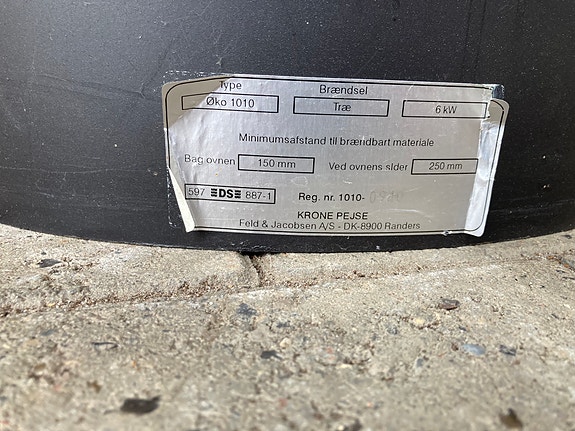 Type Brændsel
Øko 1010 Træ 6 kW
Minimumsafstand til brændbart materiale
Bag ovnen 150 mm Ved ovnens sider 250 mm
597 DS 887-1 Reg. nr. 1010-
KRONE PEJSE
Feld & Jacobsen A/S - DK-8900 Randers